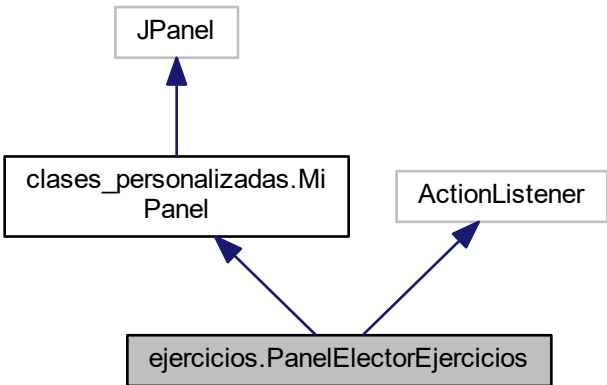 JPanel
clases_personalizadas.Mi
Panel
ActionListener
ejercicios.PanelElectorEjercicios